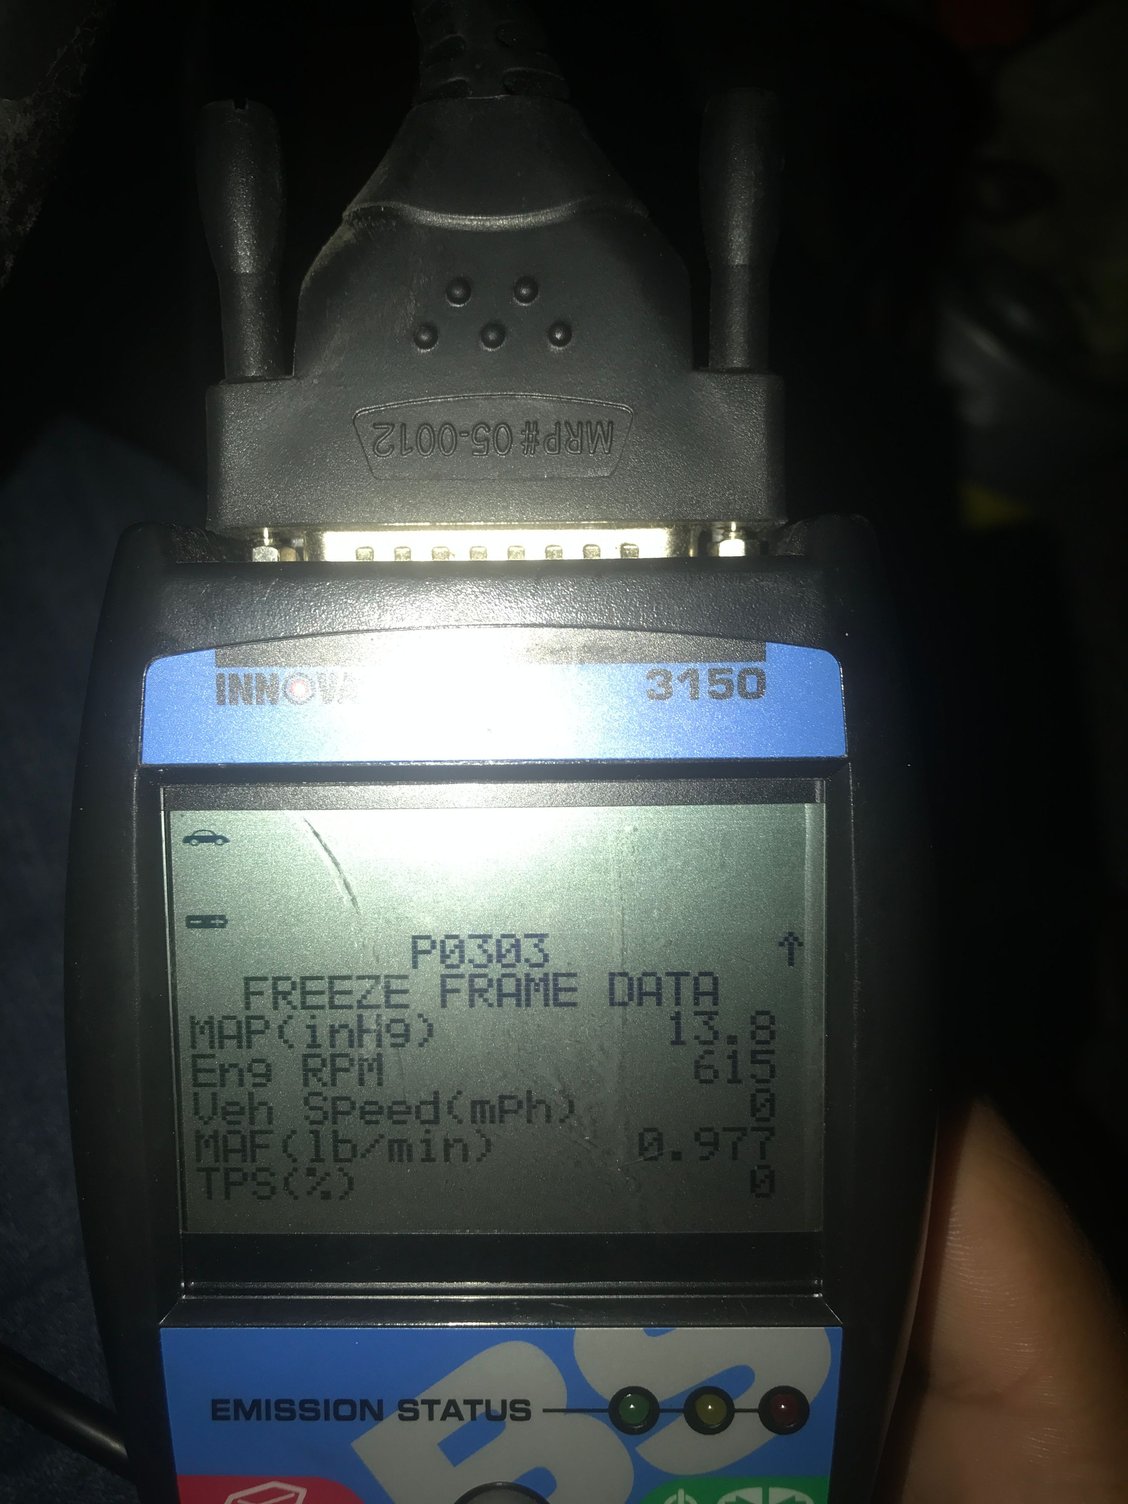 MRP# 05-0012
INNOVA 3150
P0303
FREEZE FRAME DATA
MAP(inHg) 13.8
Eng RPM 615
Veh Speed(mph) 0
MAF(lb/min) 0.977
TPS(%) 0
EMISSION STATUS